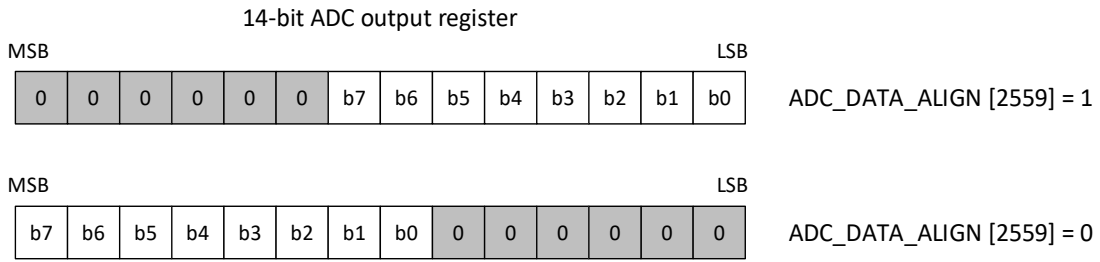 14-bit ADC output register
MSB LSB
0 0 0 0 0 0 b7 b6 b5 b4 b3 b2 b1 b0 ADC_DATA_ALIGN [2559] = 1
MSB LSB
b7 b6 b5 b4 b3 b2 b1 b0 0 0 0 0 0 0 ADC_DATA_ALIGN [2559] = 0